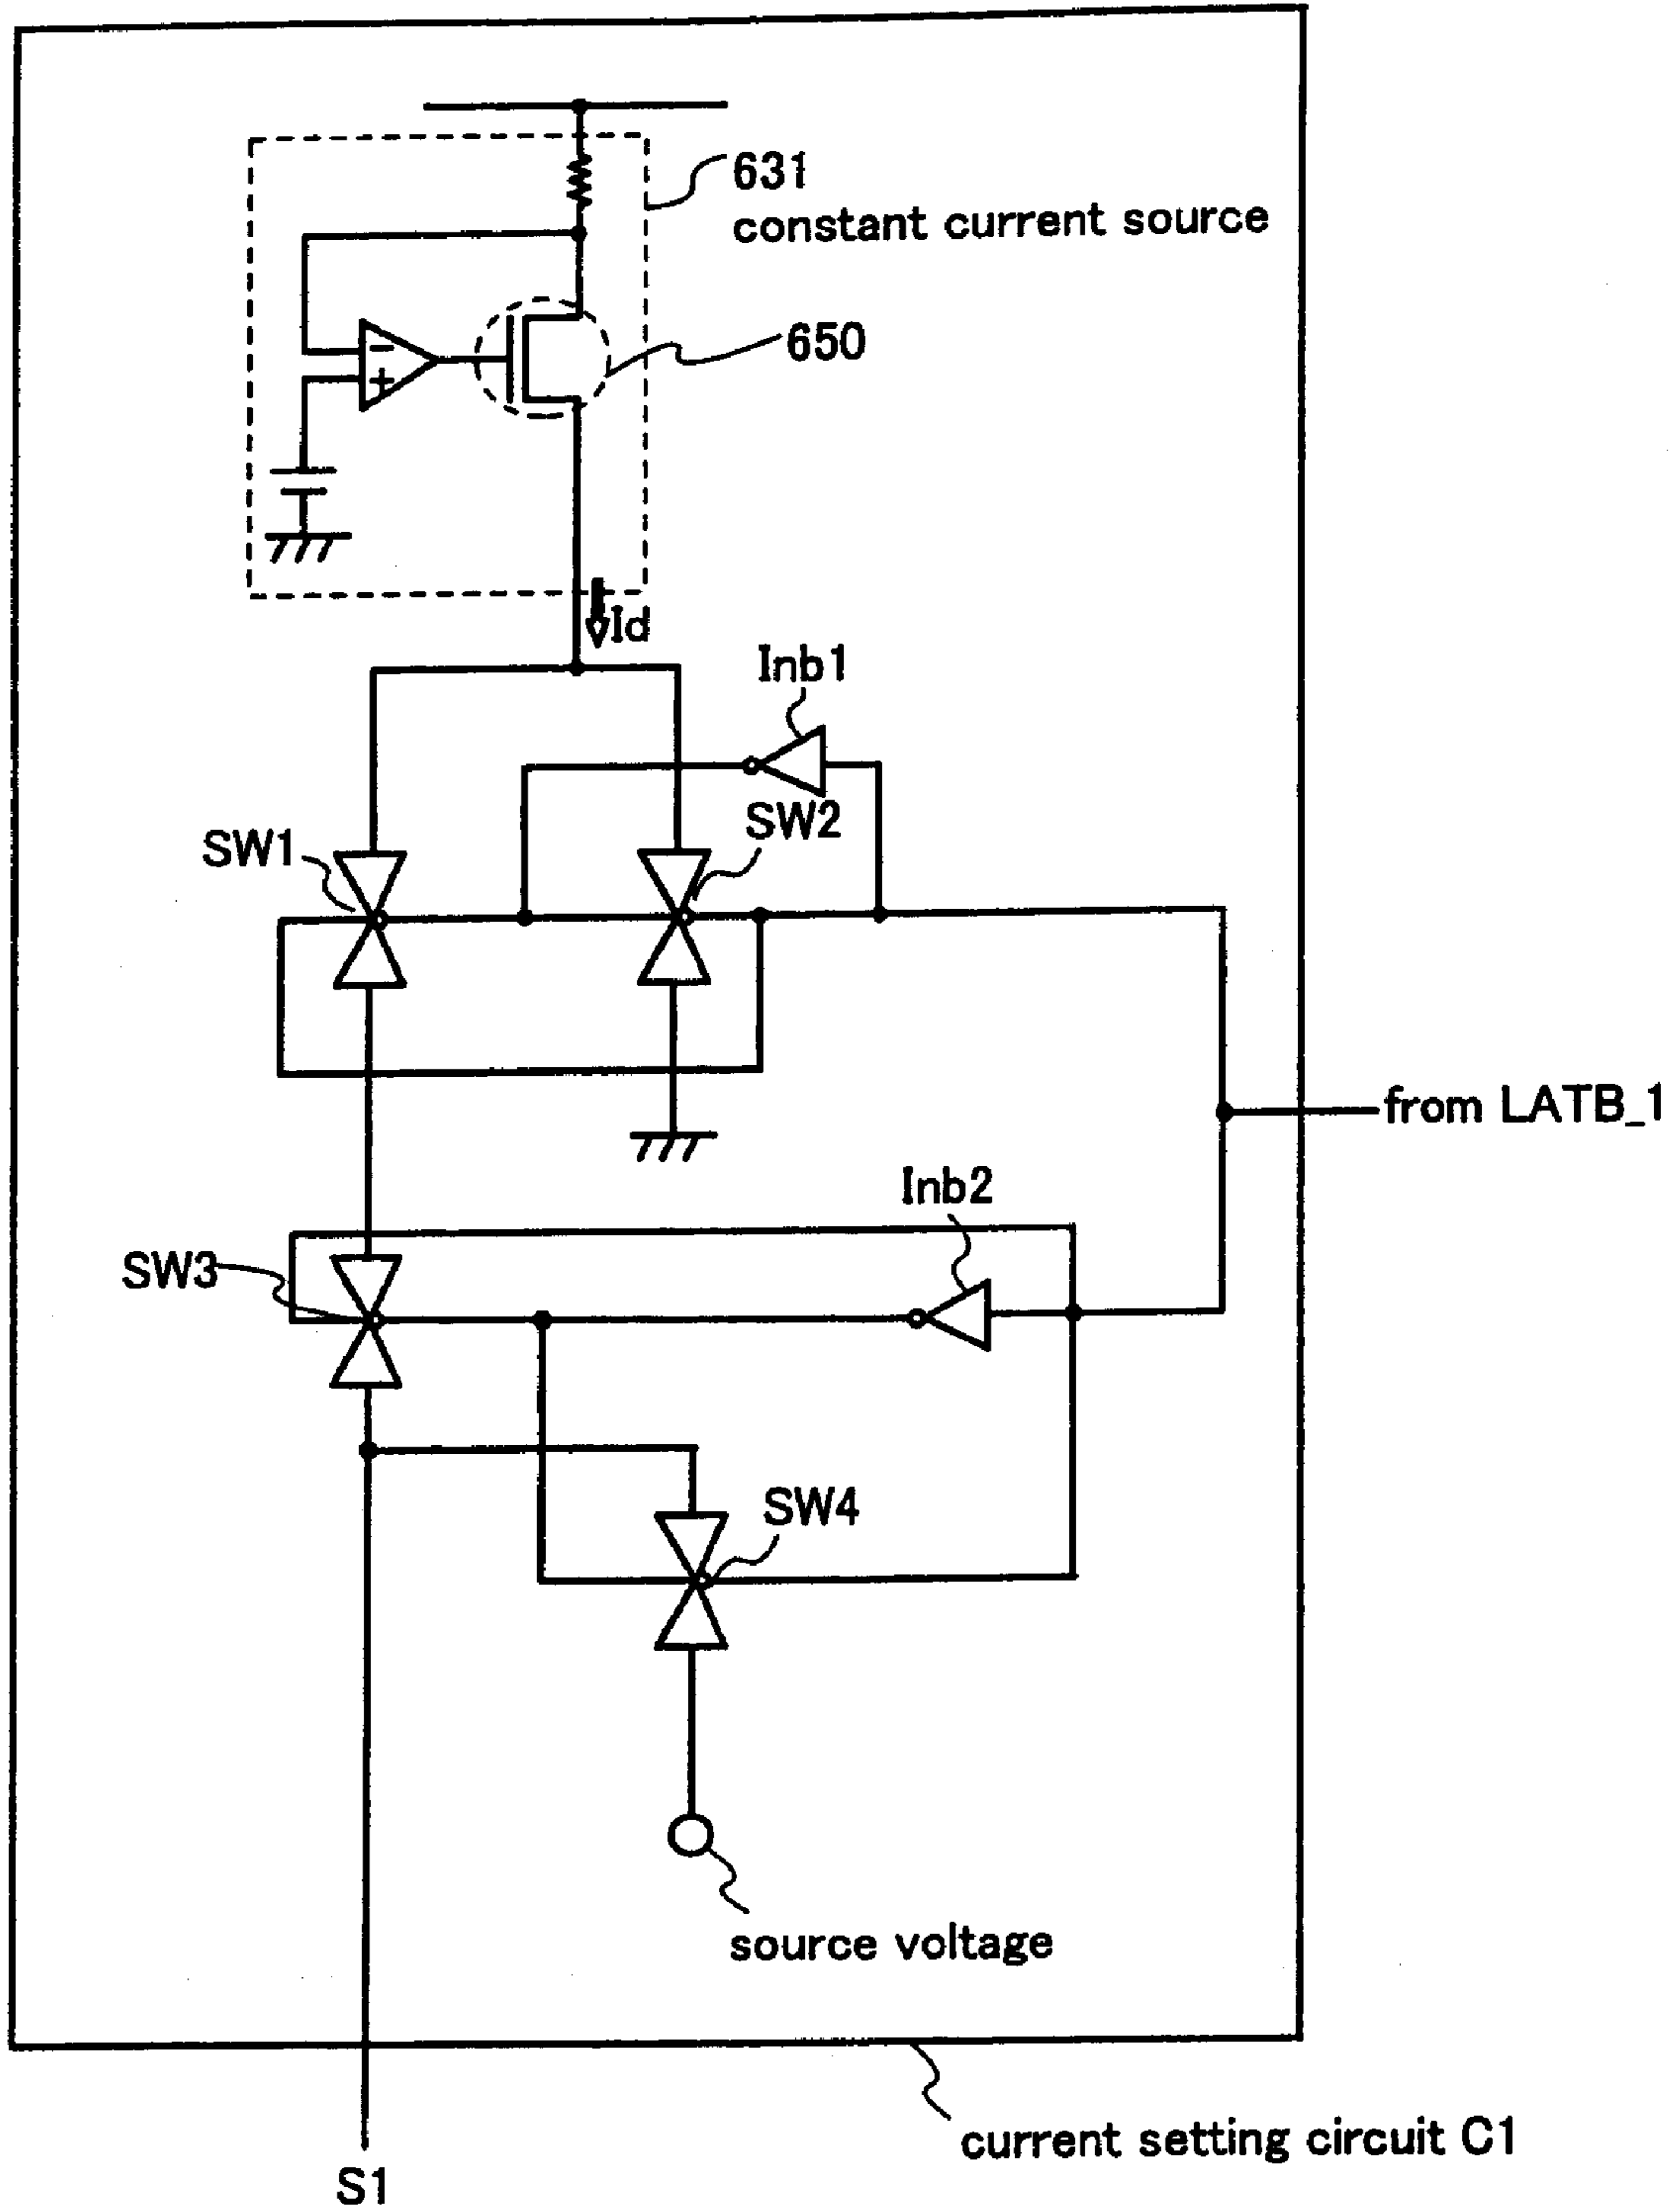 631
constant current source
650
−
+
Id
Inb1
SW2
SW1
from LATB_1
Inb2
SW3
SW4
source voltage
current setting circuit C1
S1